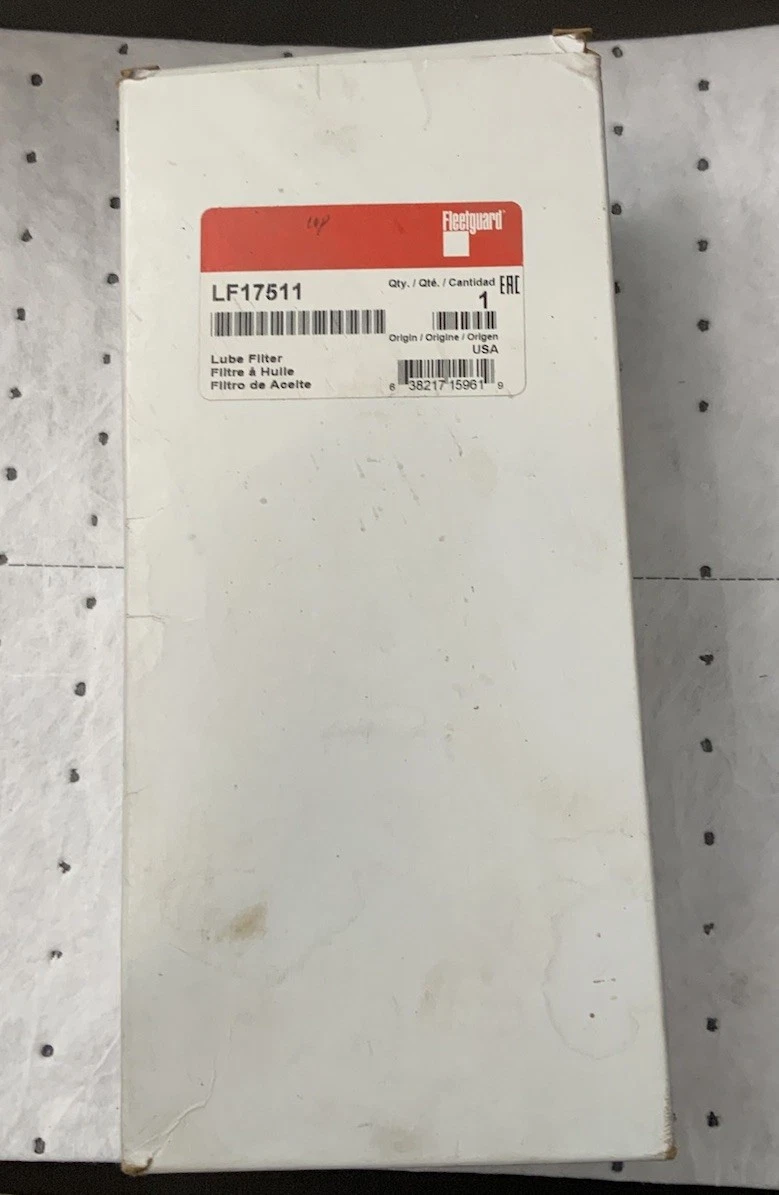 Fleetguard
LF17511
Qty. / Qté. / Cantidad
EAC
1
Origin / Origine / Origen
USA
Lube Filter
Filtre à Huile
Filtro de Aceite
6 38217 15961 9